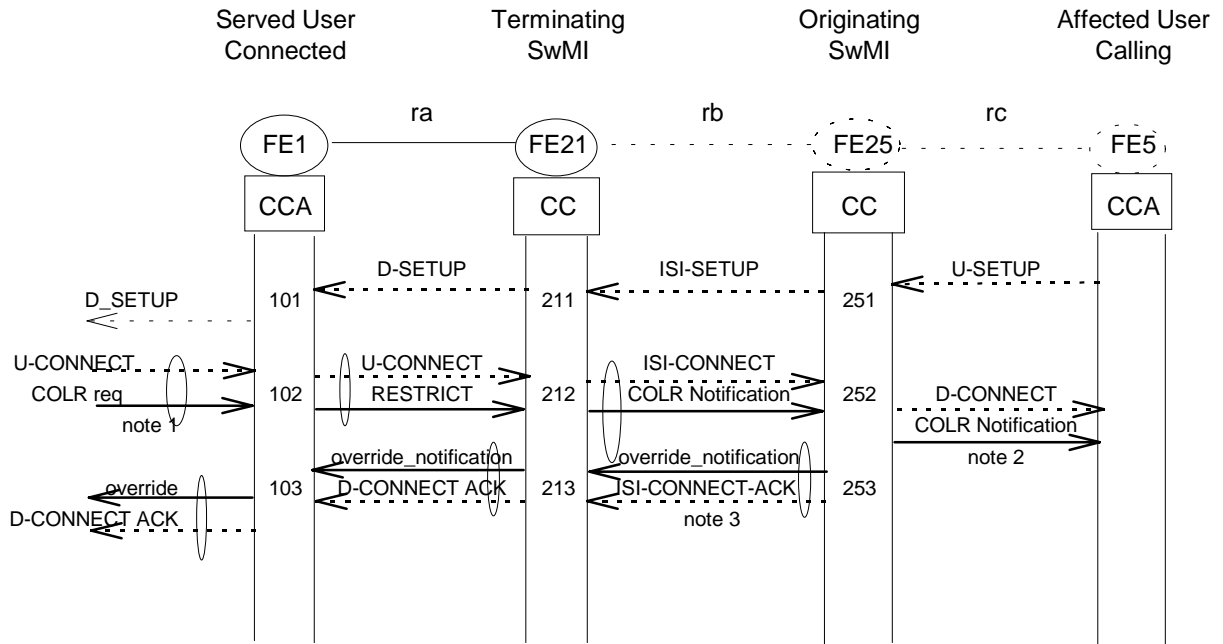 Served User
Connected
Terminating
SwMI
Originating
SwMI
Affected User
Calling
ra
rb
rc
FE1
FE21
FE25
FE5
CCA
CC
CC
CCA
D-SETUP
ISI-SETUP
U-SETUP
D_SETUP
101
211
251
U-CONNECT
U-CONNECT
ISI-CONNECT
COLR req
102
RESTRICT
212
COLR Notification
252
D-CONNECT
note 1
COLR Notification
note 2
override_notification
override_notification
override
103
D-CONNECT ACK
213
ISI-CONNECT-ACK
253
D-CONNECT ACK
note 3